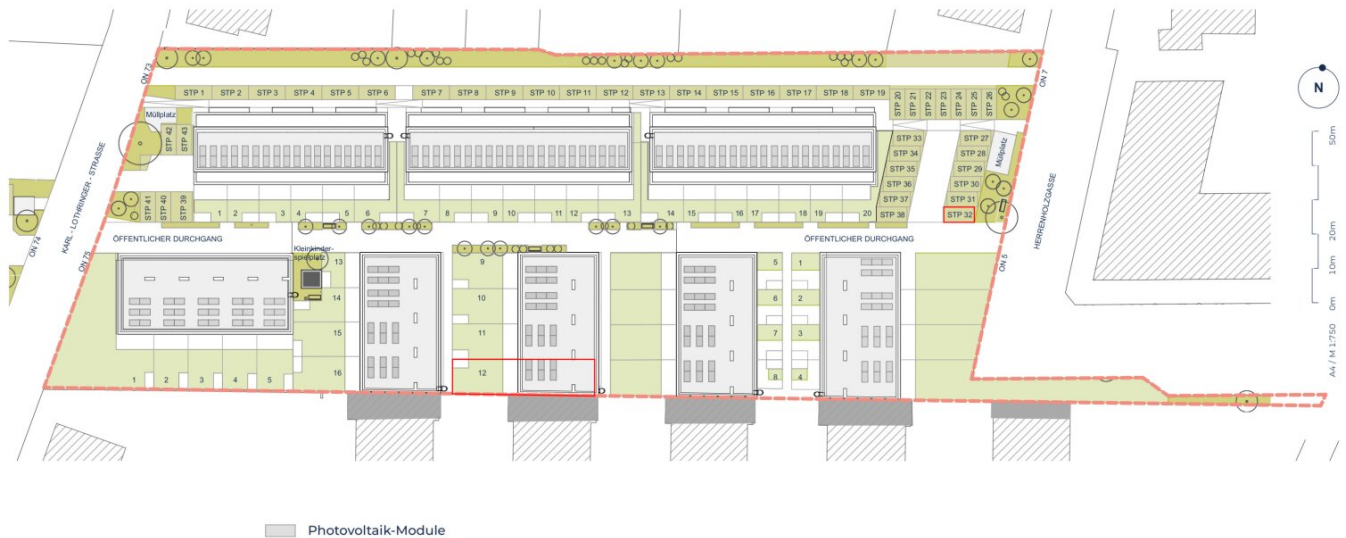 ON 73
STP 1 STP 2 STP 3 STP 4 STP 5 STP 6 STP 7 STP 8 STP 9 STP 10 STP 11 STP 12 STP 13 STP 14 STP 15 STP 16 STP 17 STP 18 STP 19
STP 20
STP 21
STP 22
STP 23
STP 24
STP 25
STP 26
ON 7
N
Müllplatz
STP 42
STP 43
STP 33
STP 34
STP 35
STP 36
STP 37
STP 38
STP 27
STP 28
STP 29
STP 30
STP 31
STP 32
Müllplatz
STP 41
STP 40
STP 39
1 2 3 4 5 6 7 8 9 10 11 12 13 14 15 16 17 18 19 20
KARL - LOTHRINGER - STRASSE
HERRENHOLZGASSE
ON 74
ON 75
ON 5
ÖFFENTLICHER DURCHGANG
ÖFFENTLICHER DURCHGANG
Kleinkinder-
spielplatz
13
14
15
16
9
10
11
12
5
6
7
8
1
2
3
4
1 2 3 4 5
50m
20m
10m
0m
A4 / M 1:750
Photovoltaik-Module